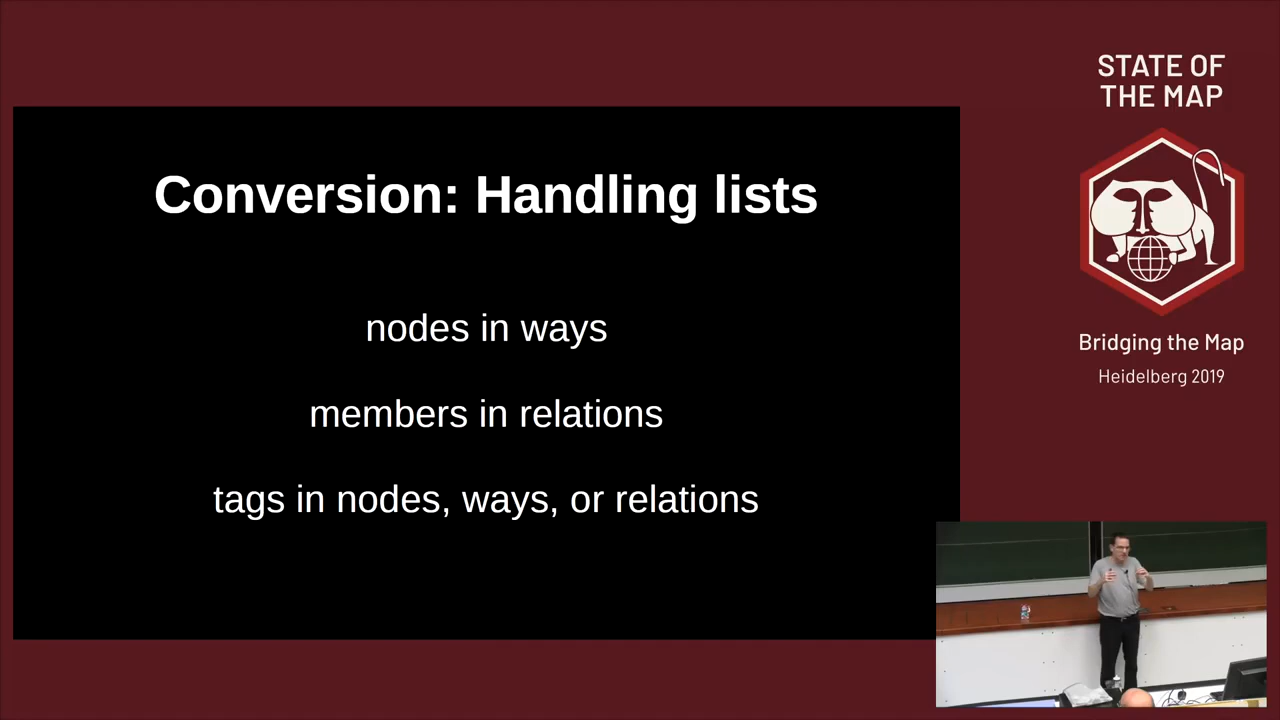 STATE OF
THE MAP
Conversion: Handling lists
nodes in ways
members in relations
tags in nodes, ways, or relations
Bridging the Map
Heidelberg 2019